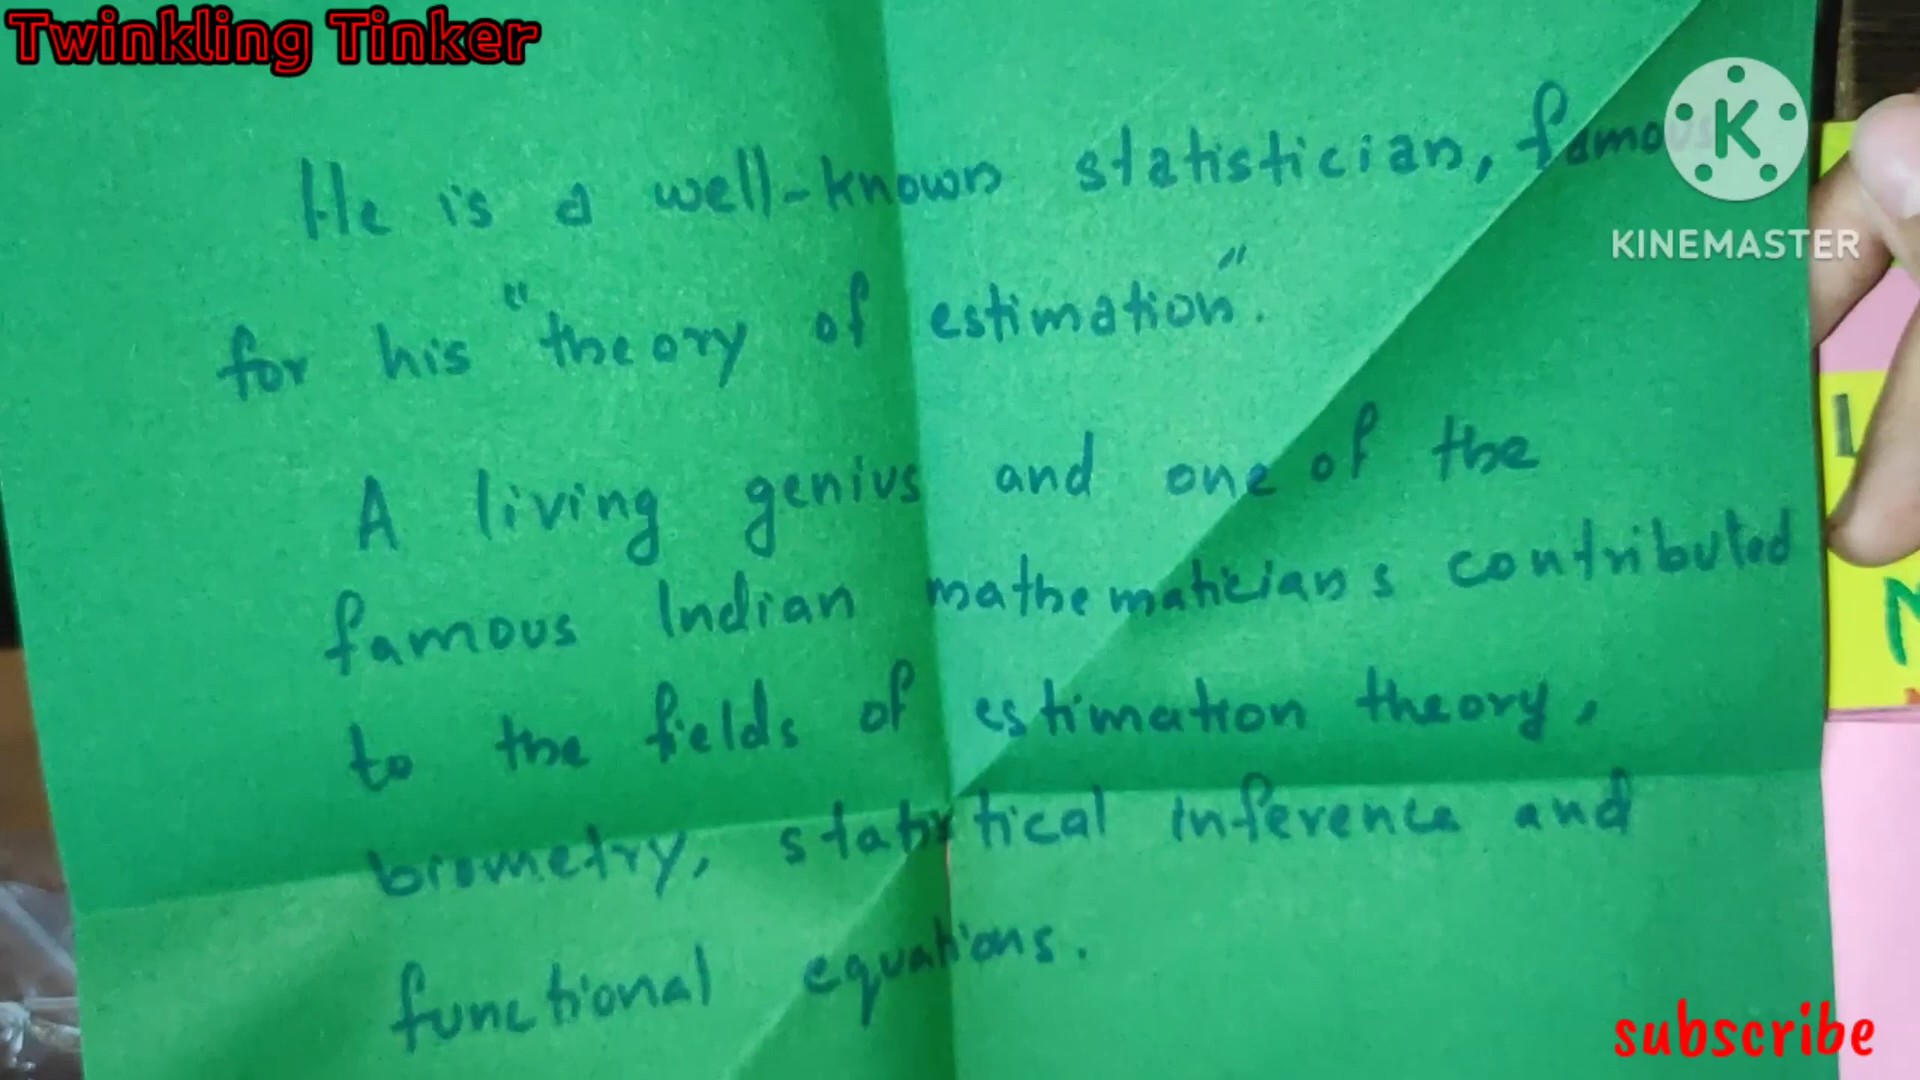 Twinkling Tinker
He is a well-known statistician, famous
K
KINEMASTER
for his "theory of estimation".
A living genius and one of the
famous Indian mathematicians contributed
to the fields of estimation theory,
biometry, statistical inference and
functional equations.
subscribe